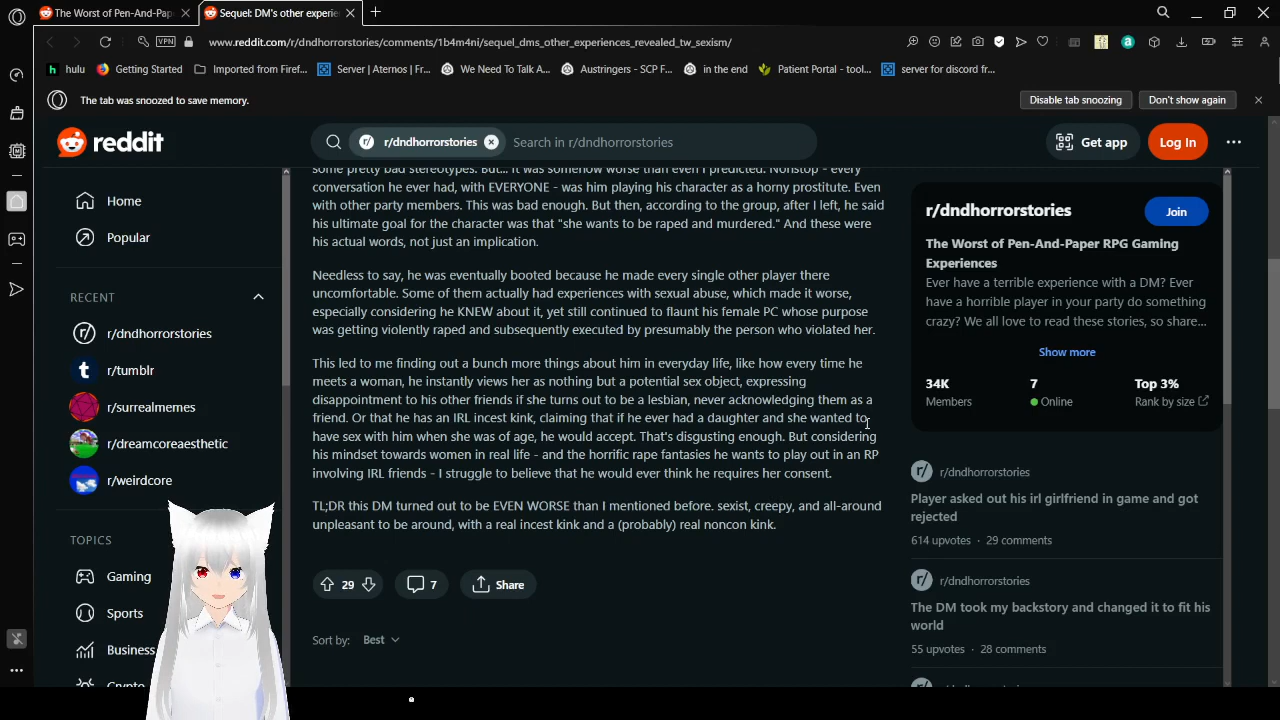 The Worst of Pen-And-Pap
Sequel: DM's other experie
www.reddit.com/r/dndhorrorstories/comments/1b4m4ni/sequel_dms_other_experiences_revealed_tw_sexism/
VPN
hulu
Getting Started
Imported from Firef...
Server | Aternos | Fr...
We Need To Talk A...
Austringers - SCP F...
in the end
Patient Portal - tool...
server for discord fr...
The tab was snoozed to save memory.
Disable tab snoozing
Don't show again
reddit
r/dndhorrorstories
Search in r/dndhorrorstories
Get app
Log In
Home
Popular
RECENT
r/dndhorrorstories
r/tumblr
r/surrealmemes
r/dreamcoreaesthetic
r/weirdcore
TOPICS
Gaming
Sports
Business
Crypto
some pretty bad stereotypes. But... It was somehow worse than even I predicted. Nonstop - every
conversation he ever had, with EVERYONE - was him playing his character as a horny prostitute. Even
with other party members. This was bad enough. But then, according to the group, after I left, he said
his ultimate goal for the character was that "she wants to be raped and murdered." And these were
his actual words, not just an implication.
Needless to say, he was eventually booted because he made every single other player there
uncomfortable. Some of them actually had experiences with sexual abuse, which made it worse,
especially considering he KNEW about it, yet still continued to flaunt his female PC whose purpose
was getting violently raped and subsequently executed by presumably the person who violated her.
This led to me finding out a bunch more things about him in everyday life, like how every time he
meets a woman, he instantly views her as nothing but a potential sex object, expressing
disappointment to his other friends if she turns out to be a lesbian, never acknowledging them as a
friend. Or that he has an IRL incest kink, claiming that if he ever had a daughter and she wanted to
have sex with him when she was of age, he would accept. That's disgusting enough. But considering
his mindset towards women in real life - and the horrific rape fantasies he wants to play out in an RP
involving IRL friends - I struggle to believe that he would ever think he requires her consent.
TL;DR this DM turned out to be EVEN WORSE than I mentioned before. sexist, creepy, and all-around
unpleasant to be around, with a real incest kink and a (probably) real noncon kink.
29
7
Share
Sort by:
Best
r/dndhorrorstories
Join
The Worst of Pen-And-Paper RPG Gaming
Experiences
Ever have a terrible experience with a DM? Ever
have a horrible player in your party do something
crazy? We all love to read these stories, so share...
Show more
34K
7
Top 3%
Members
Online
Rank by size
r/dndhorrorstories
Player asked out his irl girlfriend in game and got
rejected
614 upvotes · 29 comments
r/dndhorrorstories
The DM took my backstory and changed it to fit his
world
55 upvotes · 28 comments